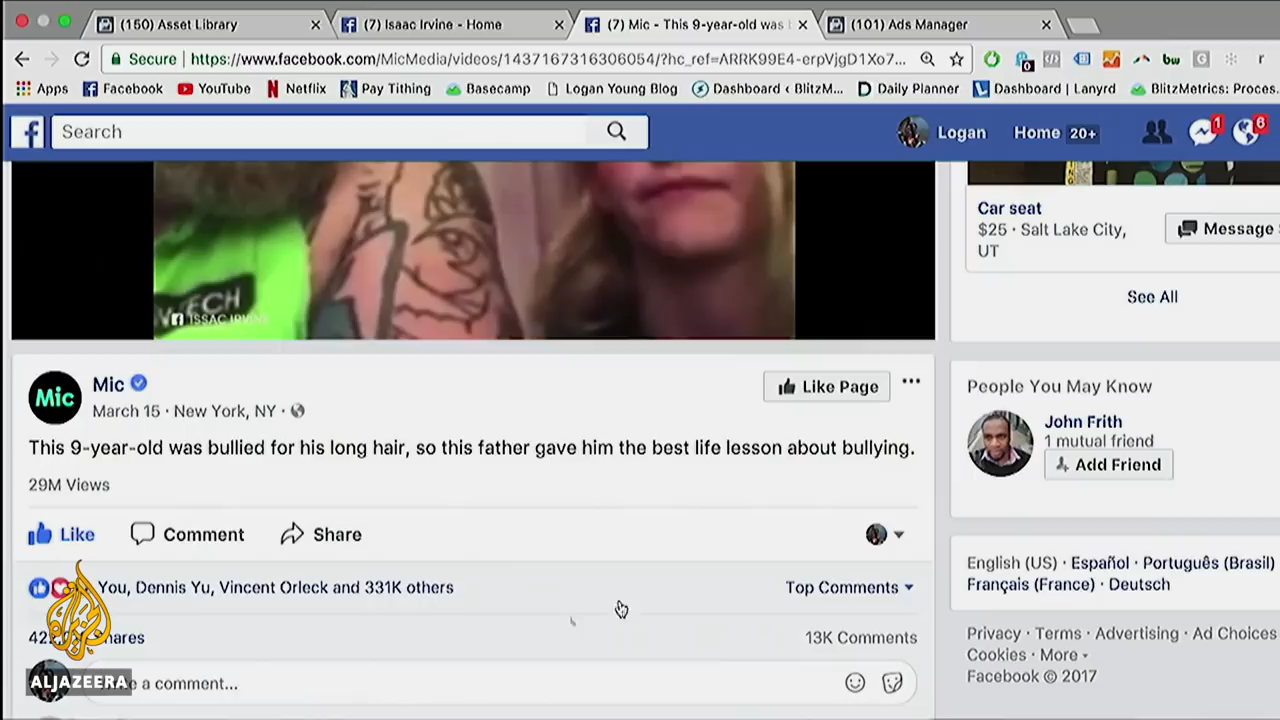 (150) Asset Library
(7) Isaac Irvine - Home
(7) Mic - This 9-year-old was
(101) Ads Manager
Secure
https://www.facebook.com/MicMedia/videos/1437167316306054/?hc_ref=ARRK99E4-erpVjgD1Xo7...
0
bw
G
r
Apps
Facebook
YouTube
Netflix
Pay Tithing
Basecamp
Logan Young Blog
Dashboard ‹ BlitzM...
Daily Planner
Dashboard | Lanyrd
BlitzMetrics: Proces.
f
Search
Logan
Home 20+
1
6
ECH
ISSAC IRVINE
Car seat
$25 · Salt Lake City,
UT
Message
See All
Mic
Mic
March 15 · New York, NY ·
Like Page
This 9-year-old was bullied for his long hair, so this father gave him the best life lesson about bullying.
29M Views
Like
Comment
Share
You, Dennis Yu, Vincent Orleck and 331K others
Top Comments
13K Comments
a comment...
People You May Know
John Frith
1 mutual friend
Add Friend
English (US) · Español · Português (Brasil)
Français (France) · Deutsch
Privacy · Terms · Advertising · Ad Choices
Cookies · More
Facebook © 2017
ALJAZEERA